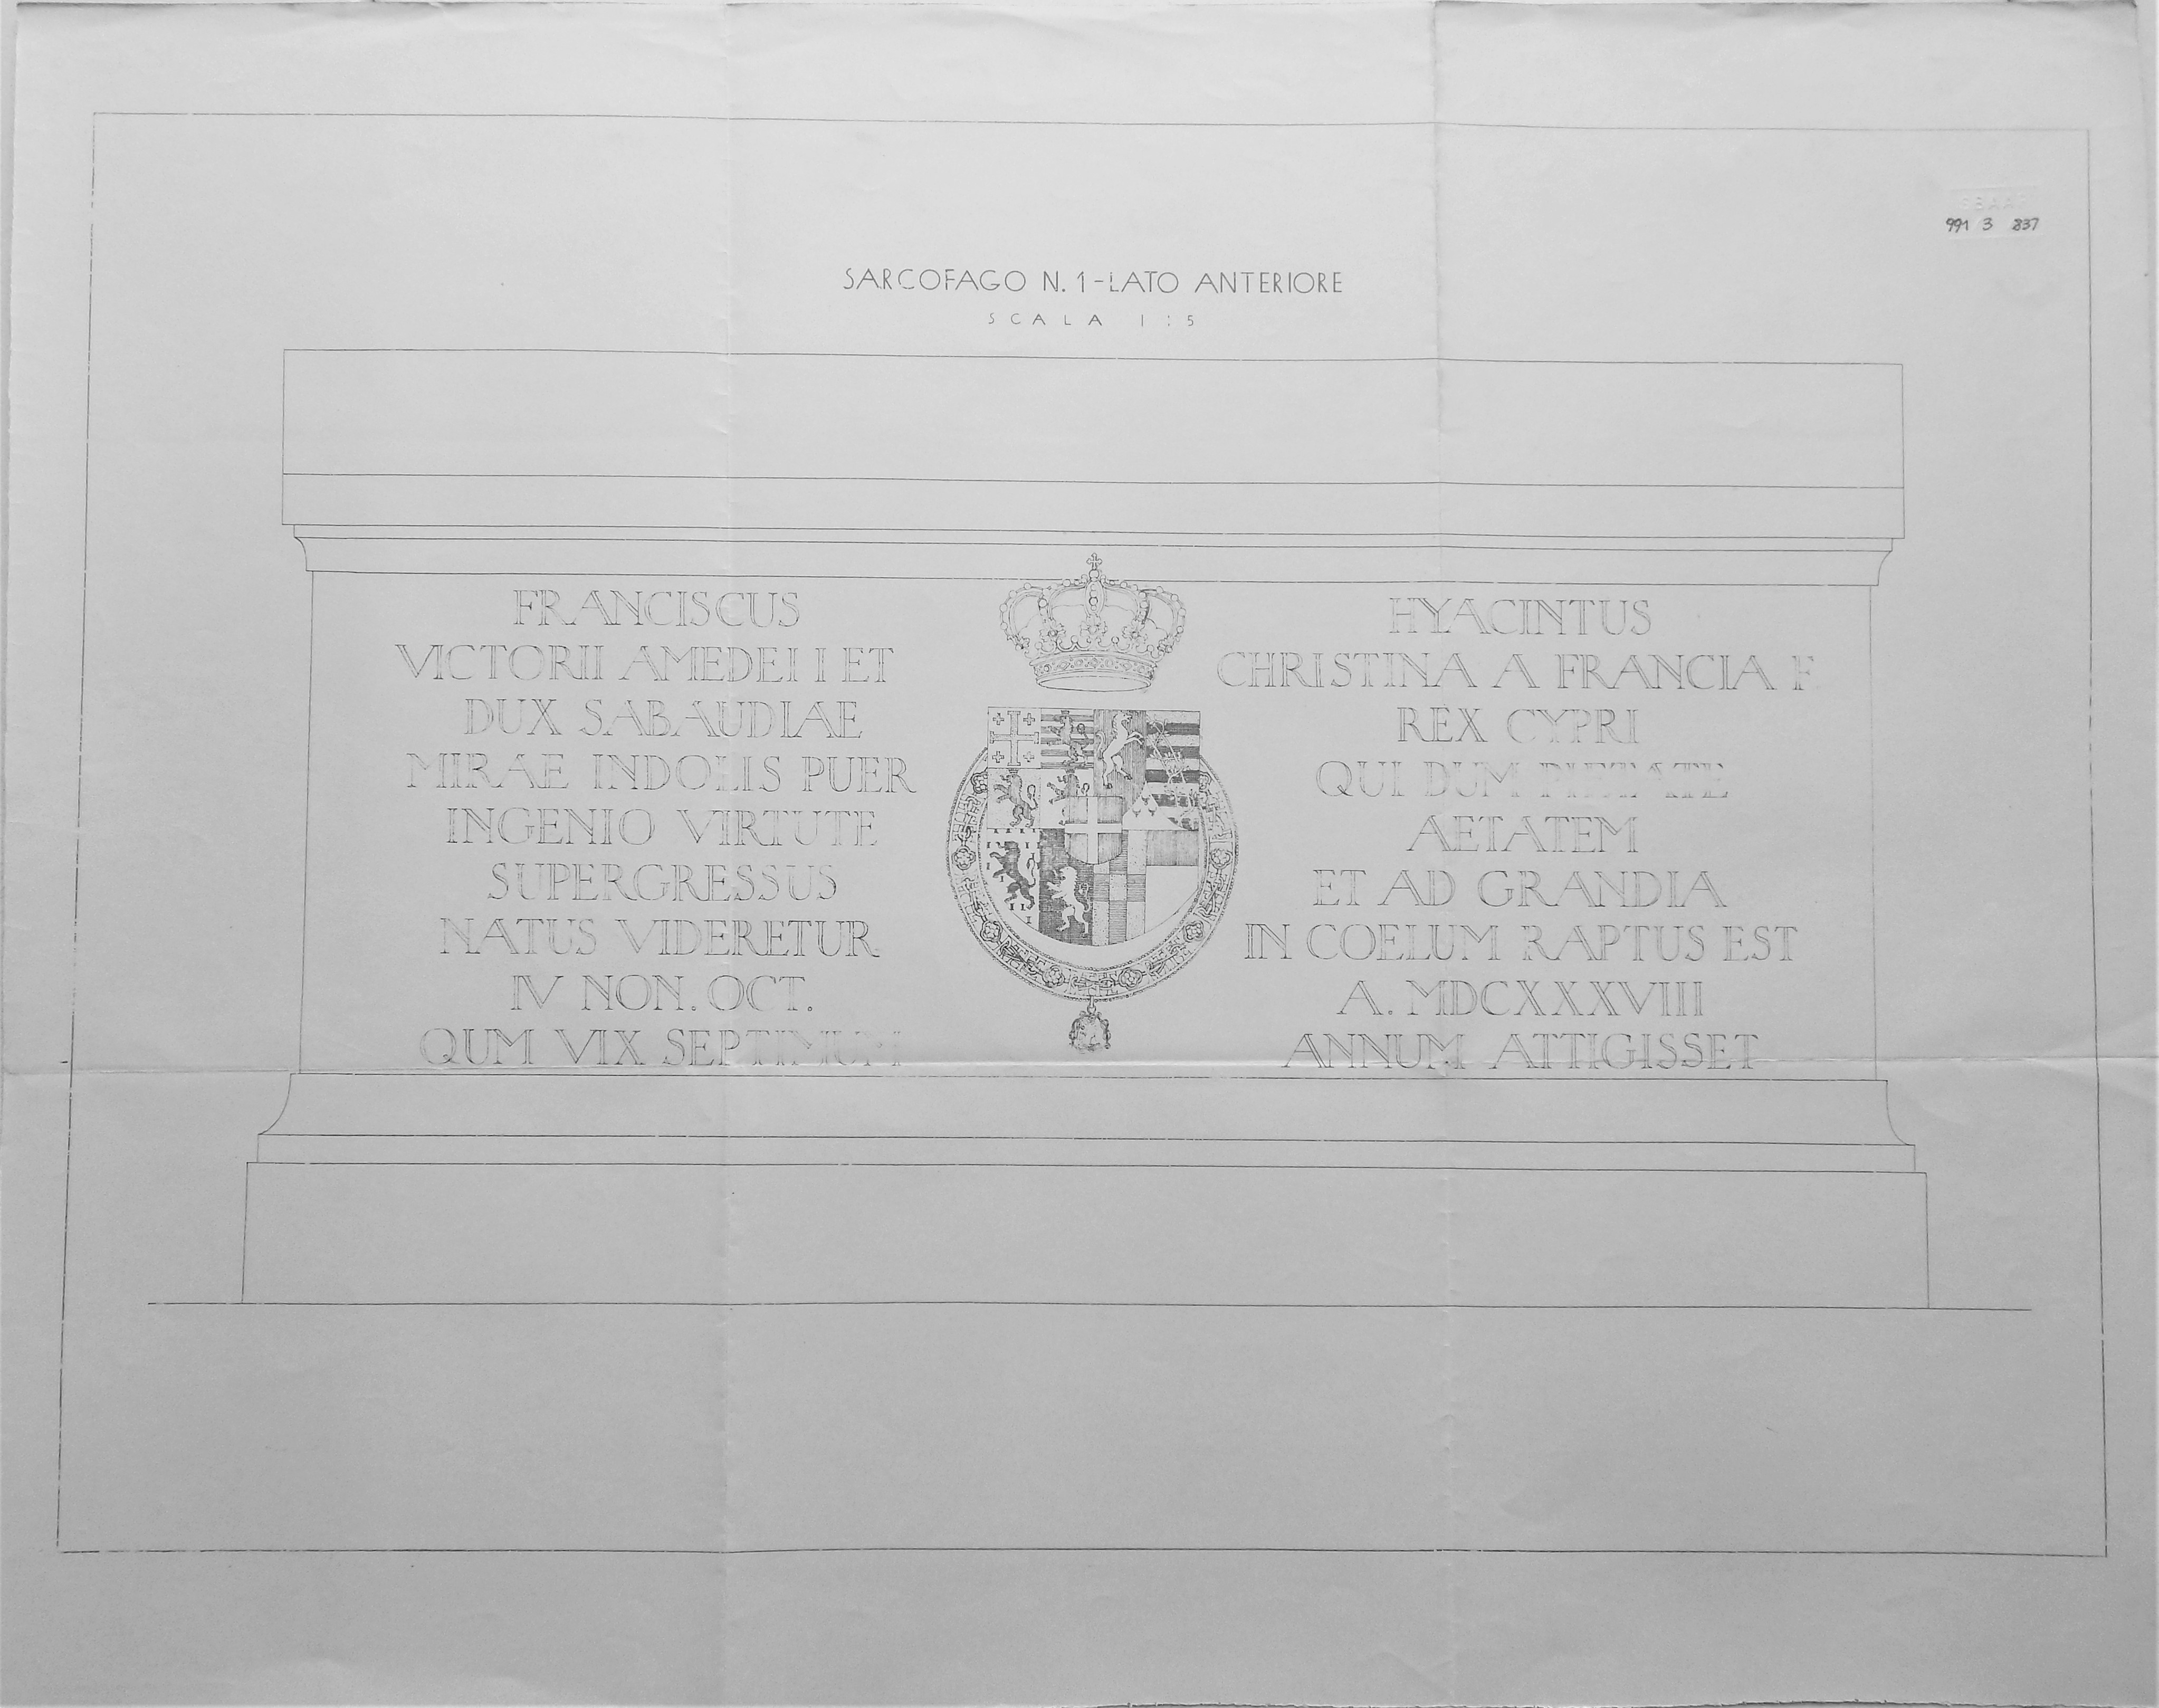 991 3 837
SARCOFAGO N. 1-LATO ANTERIORE
SCALA 1:5
FRANCISCUS HYACINTUS
VICTORII AMEDEI I ET CHRISTINA A FRANCIA F
DUX SABAUDIAE REX CYPRI
MIRAE INDOLIS PUER QUI DUM PIETATE
INGENIO VIRTUTE AETATEM
SUPERGRESSUS ET AD GRANDIA
NATUS VIDERETUR IN COELUM RAPTUS EST
IV NON. OCT. A. MDCXXXVIII
QUM VIX SEPTIMUM ANNUM ATTIGISSET